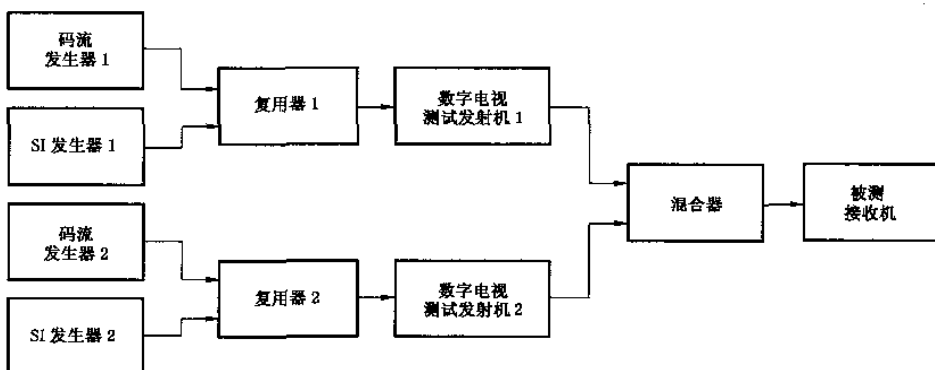 码流
发生器1
SI 发生器1
复用器1
数字电视
测试发射机1
混合器
被测
接收机
码流
发生器2
SI 发生器2
复用器2
数字电视
测试发射机2